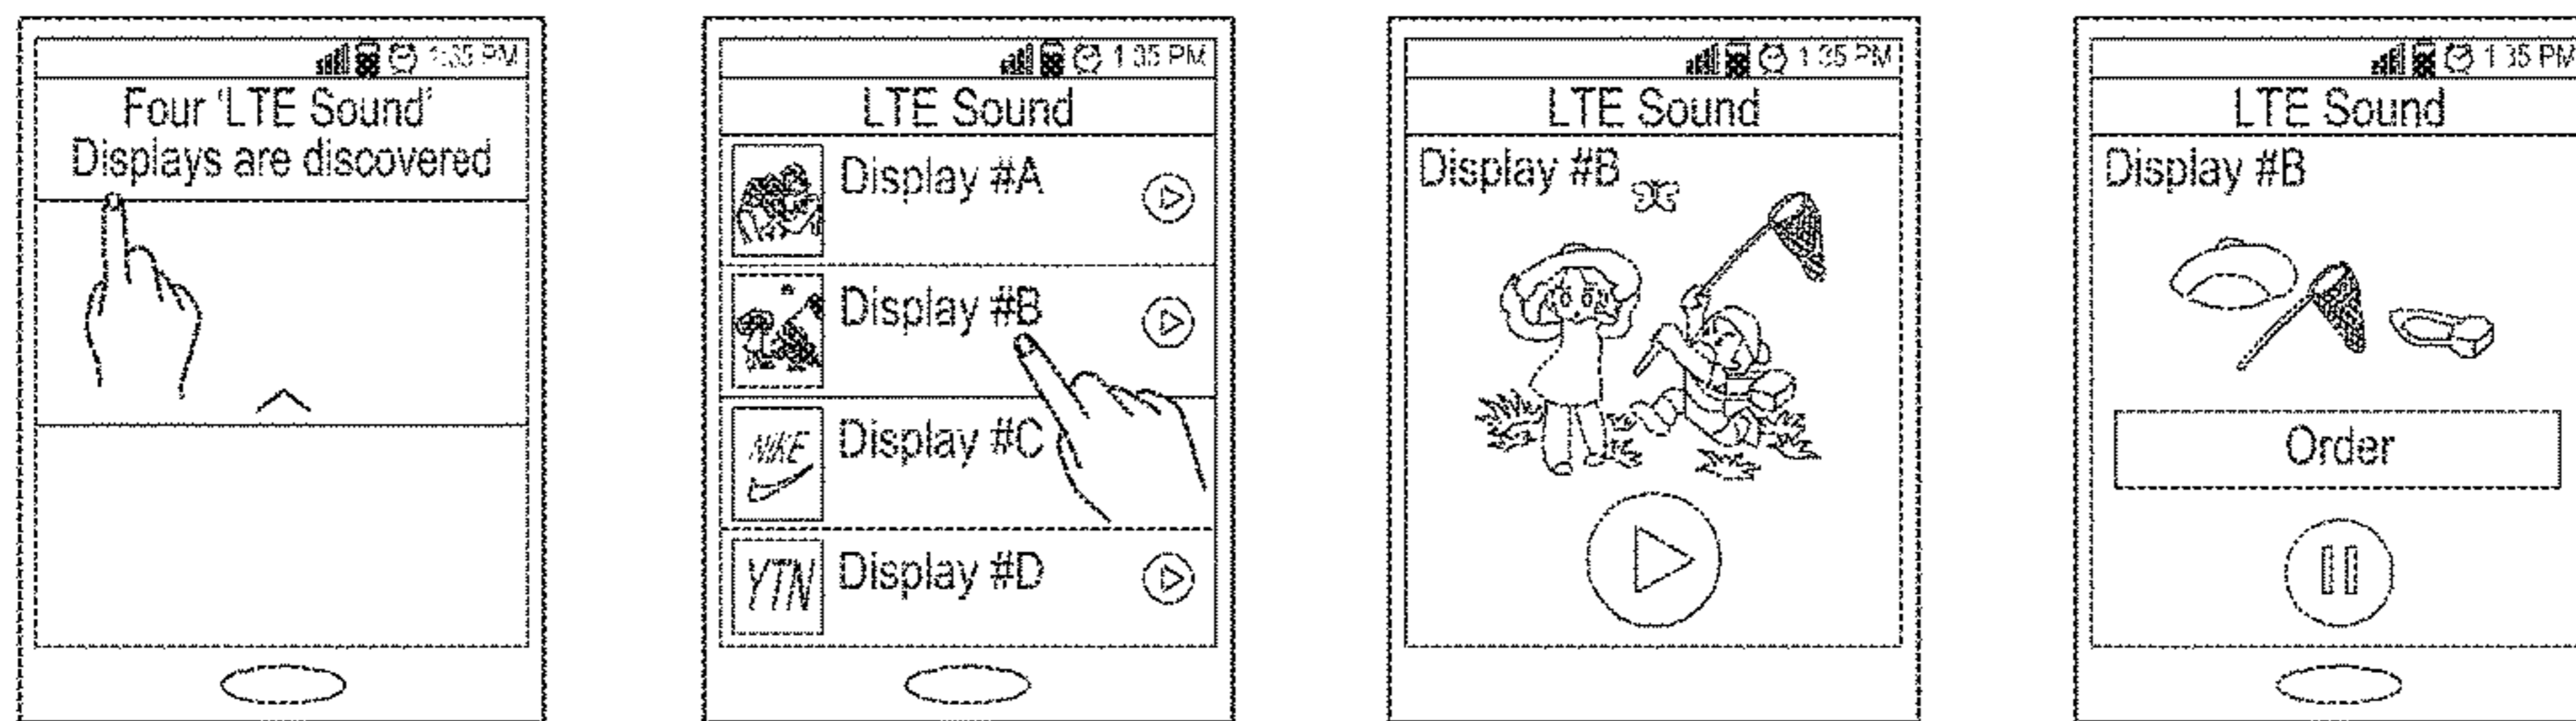 1:35 PM
Four 'LTE Sound'
Displays are discovered
1:35 PM
LTE Sound
Display #A
Display #B
NIKE
Display #C
YTN
Display #D
1:35 PM
LTE Sound
Display #B
1:35 PM
LTE Sound
Display #B
Order